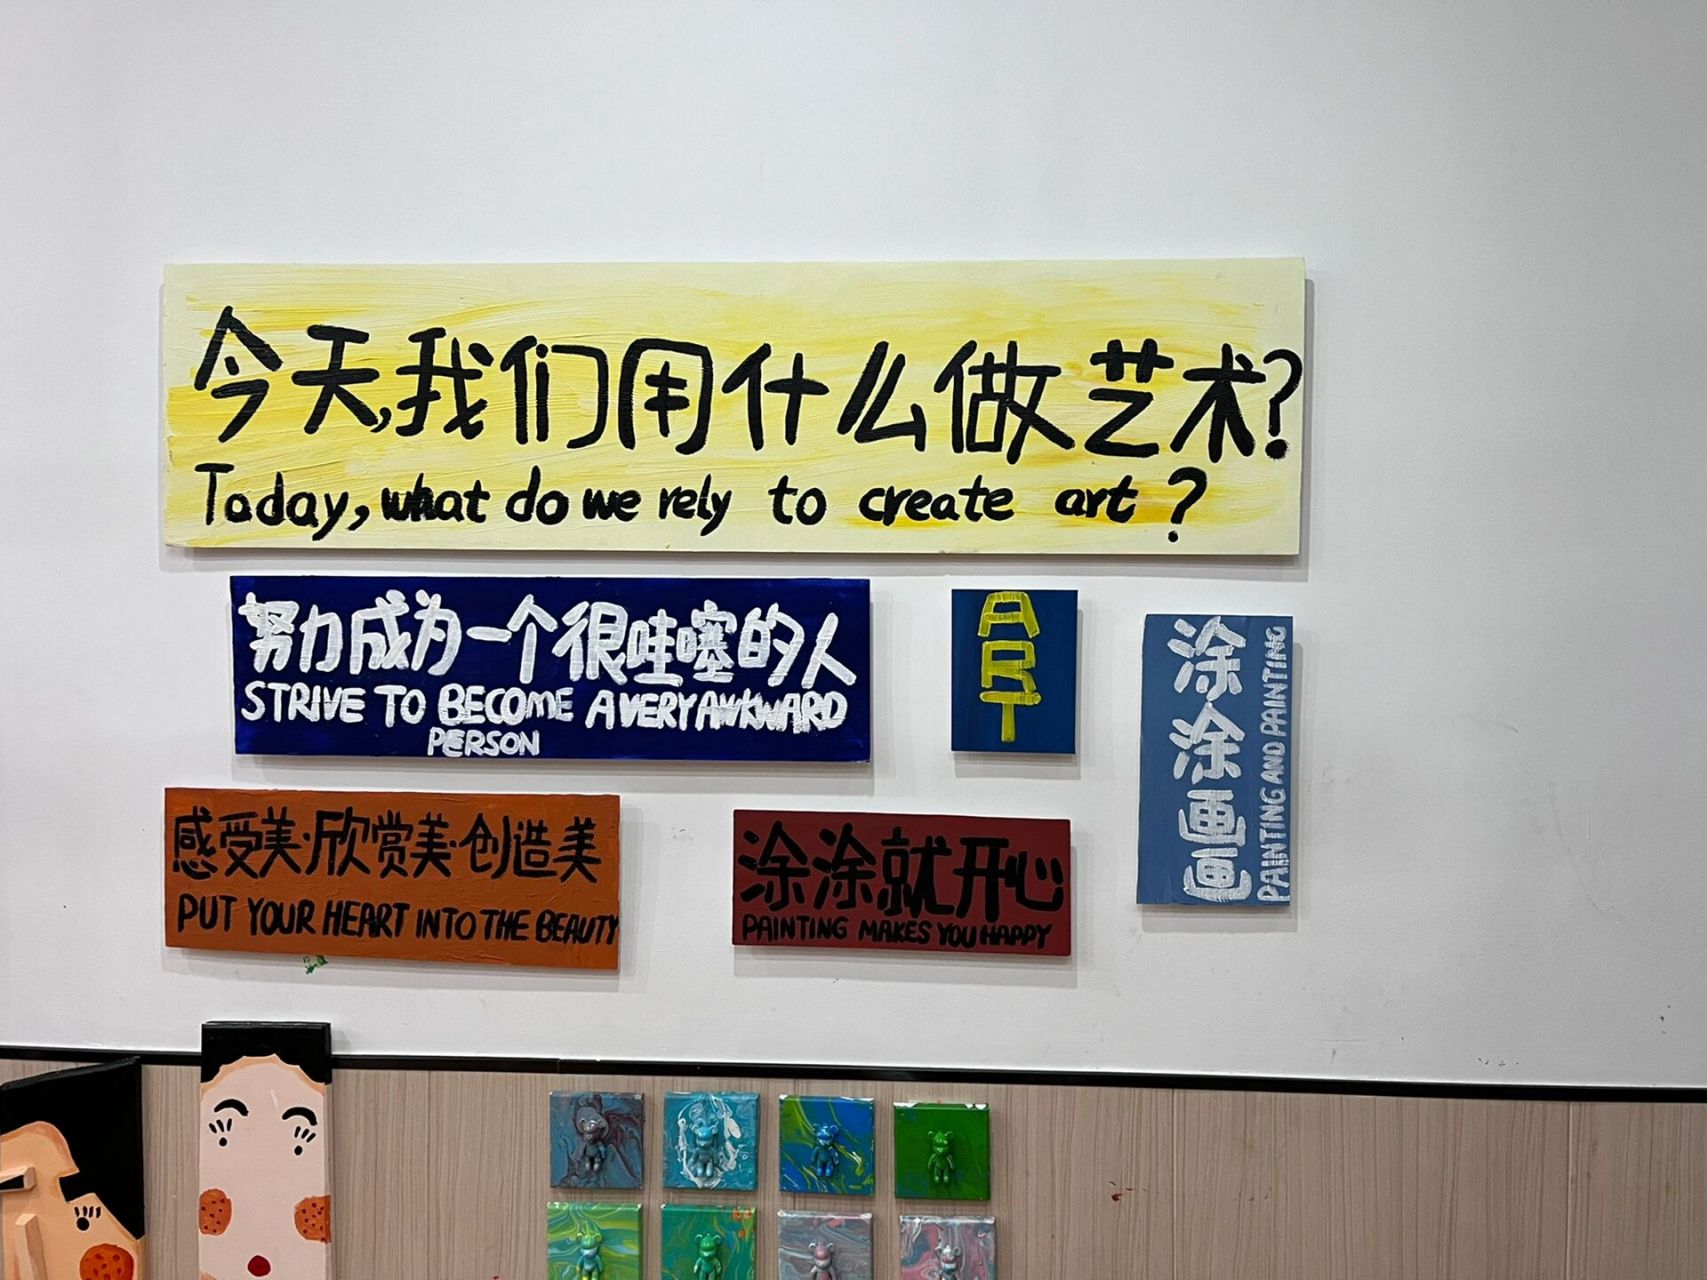 今天,我们用什么做艺术?
Today, what do we rely to create art?
努力成为一个很哇噻的人
STRIVE TO BECOME A VERY AWKWARD
PERSON
ART
涂涂画画
PAINTING AND PAINTING
感受美·欣赏美·创造美
PUT YOUR HEART INTO THE BEAUTY
涂涂就开心
PAINTING MAKES YOU HAPPY